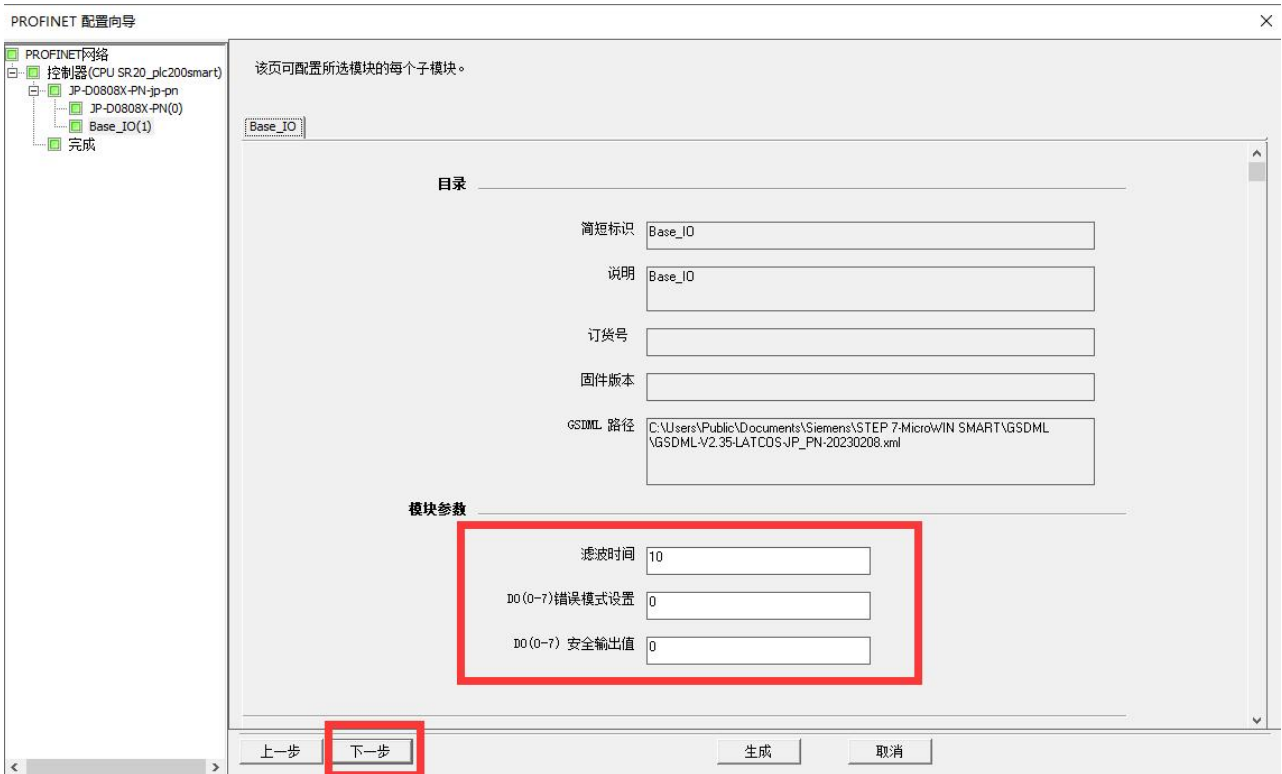 PROFINET 配置向导
PROFINET网络
控制器(CPU SR20_plc200smart)
JP-D0808X-PN-jp-pn
JP-D0808X-PN(0)
Base_IO(1)
完成
该页可配置所选模块的每个子模块。
Base_IO
目录
简短标识 Base_IO
说明 Base_IO
订货号
固件版本
GSDML 路径 C:\Users\Public\Documents\Siemens\STEP 7-MicroWIN SMART\GSDML
\GSDML-V2.35-LATCOS-JP_PN-20230208.xml
模块参数
滤波时间 10
DO(0-7)错误模式设置 0
DO(0-7) 安全输出值 0
上一步 下一步 生成 取消